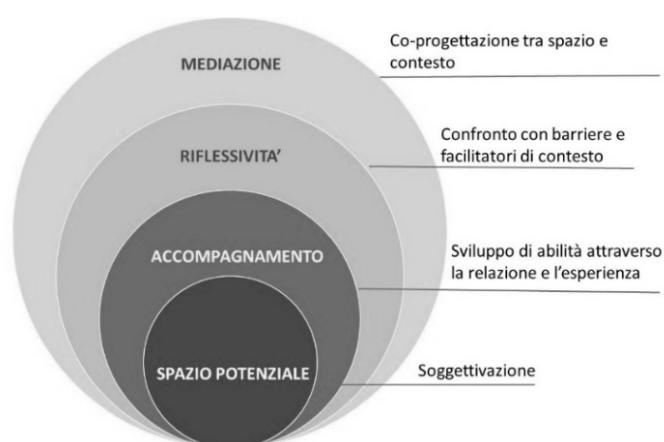 MEDIAZIONE
Co-progettazione tra spazio e
contesto
RIFLESSIVITA'
Confronto con barriere e
facilitatori di contesto
ACCOMPAGNAMENTO
Sviluppo di abilità attraverso
la relazione e l'esperienza
SPAZIO POTENZIALE
Soggettivazione